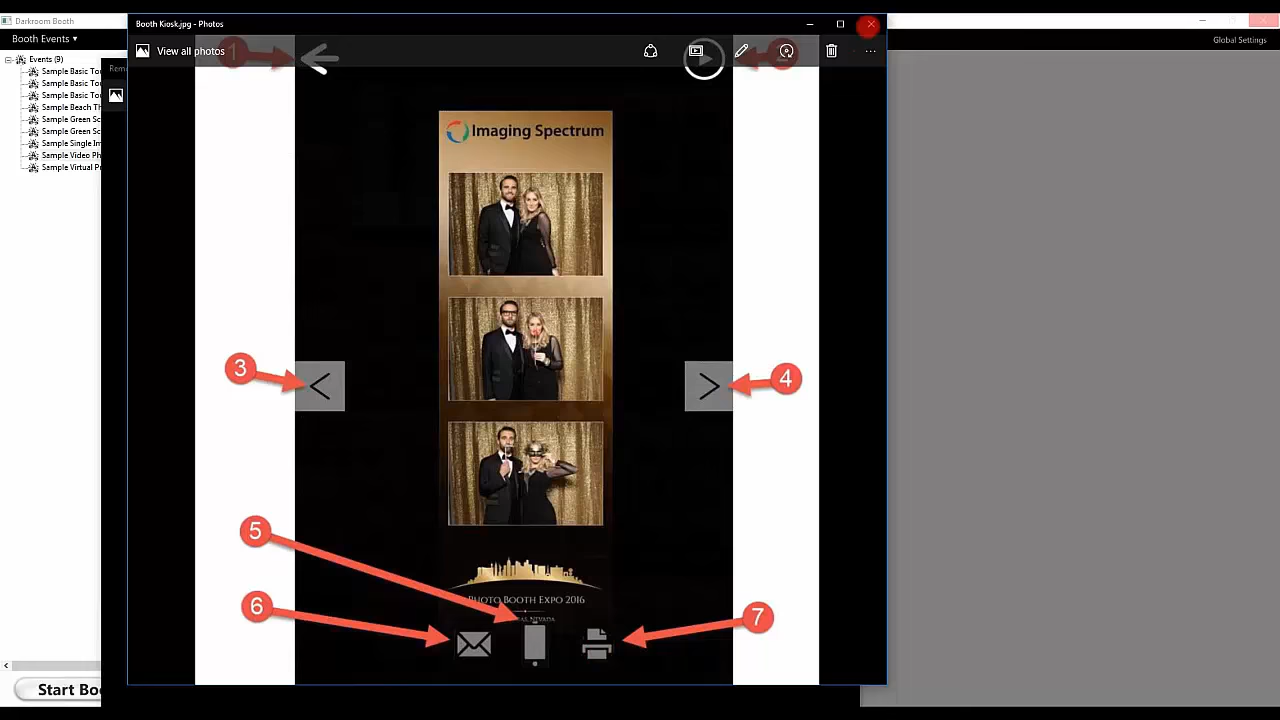 Darkroom Booth
Booth Kiosk.jpg - Photos
Booth Events ▾
Global Settings
View all photos
1
Events (9)
Sample Basic To
Sample Basic To
Sample Basic To
Sample Beach Th
Sample Green Sc
Sample Green Sc
Sample Single Im
Sample Video Ph
Sample Virtual P
Rem
Imaging Spectrum
3
4
5
6
7
PHOTO BOOTH EXPO 2016
Start Boo